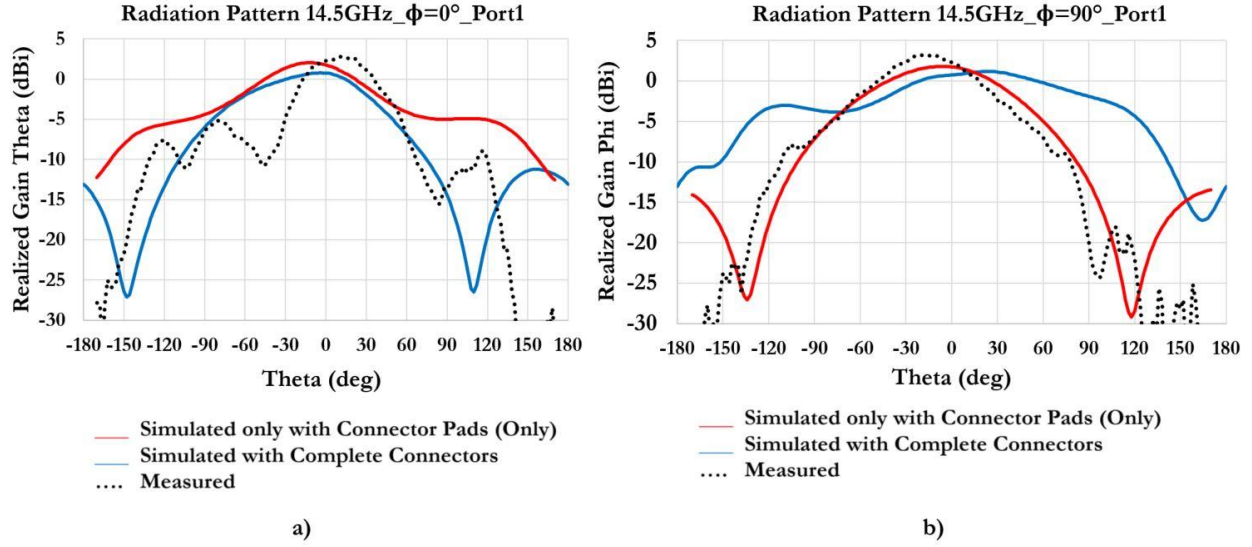 Radiation Pattern 14.5GHz_ϕ=0°_Port1
Realized Gain Theta (dBi)
5
0
-5
-10
-15
-20
-25
-30
-180 -150 -120 -90 -60 -30 0 30 60 90 120 150 180
Theta (deg)
Simulated only with Connector Pads (Only)
Simulated with Complete Connectors
Measured
a)
Radiation Pattern 14.5GHz_ϕ=90°_Port1
Realized Gain Phi (dBi)
5
0
-5
-10
-15
-20
-25
-30
-180 -150 -120 -90 -60 -30 0 30 60 90 120 150 180
Theta (deg)
Simulated only with Connector Pads (Only)
Simulated with Complete Connectors
Measured
b)